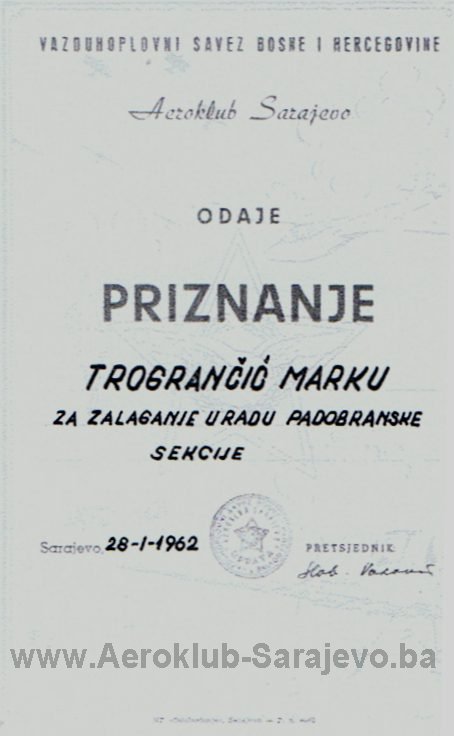 VAZDUHOPLOVNI SAVEZ BOSNE I HERCEGOVINE
Aeroklub Sarajevo
ODAJE
PRIZNANJE
TROGRANČIĆ MARKU
ZA ZALAGANJE U RADU PADOBRANSKE
SEKCIJE
Sarajevo, 28-I-1962
PRETSJEDNIK:
www.Aeroklub-Sarajevo.ba